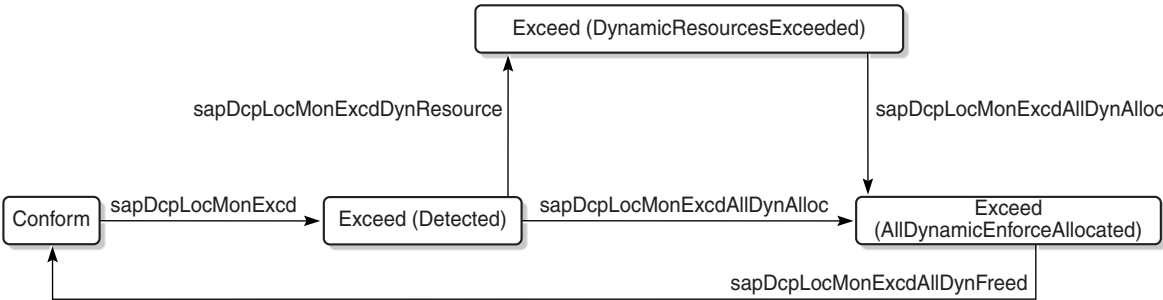 Exceed (DynamicResourcesExceeded)
sapDcpLocMonExcdDynResource
sapDcpLocMonExcdAllDynAlloc
Conform
sapDcpLocMonExcd
Exceed (Detected)
sapDcpLocMonExcdAllDynAlloc
Exceed
(AllDynamicEnforceAllocated)
sapDcpLocMonExcdAllDynFreed